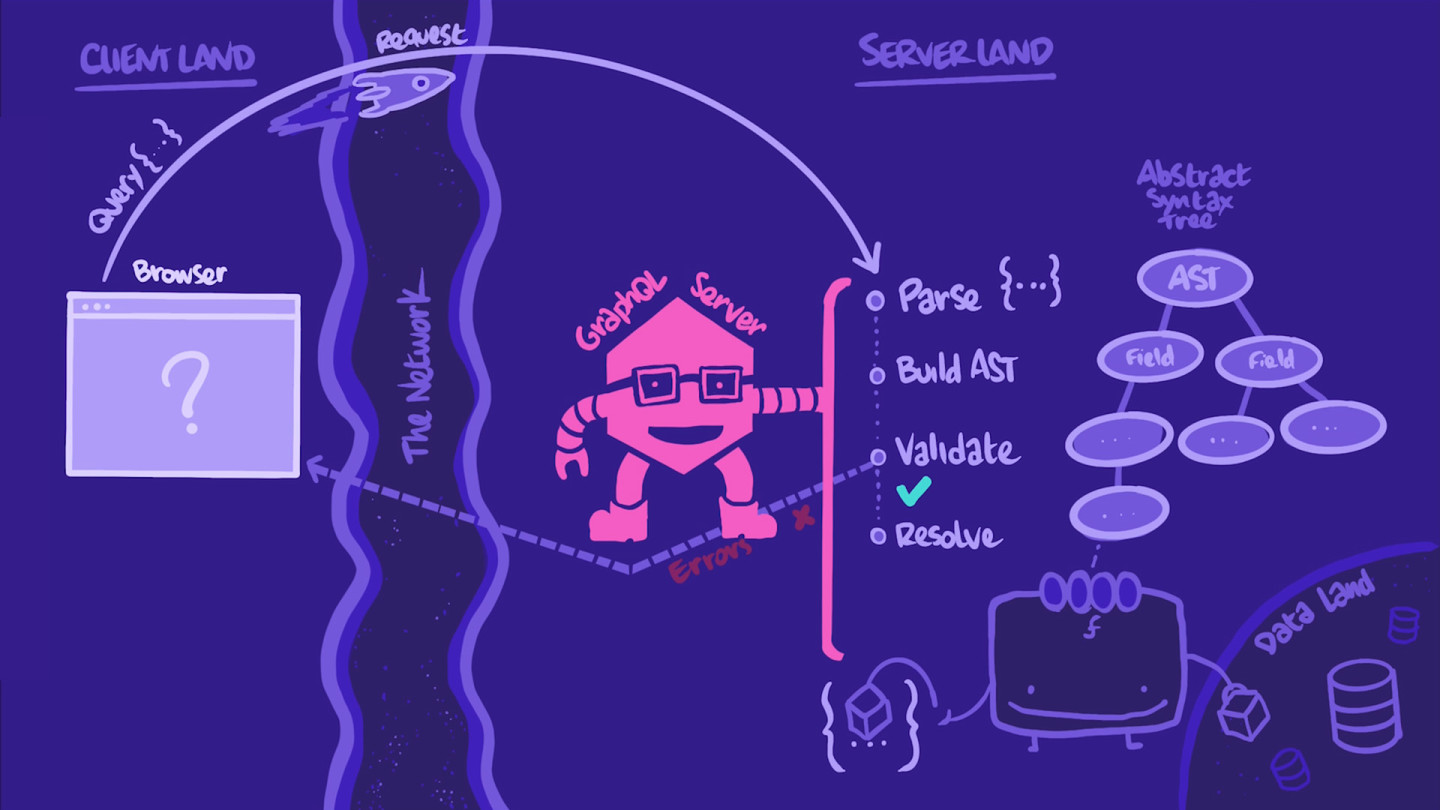 CLIENT LAND
Request
SERVER LAND
Query {...}
Browser
?
The Network
GraphQL Server
Parse {...}
Build AST
Validate
Resolve
Errors x
Abstract
Syntax
Tree
AST
Field Field
... ... ...
...
f
{...}
Data Land